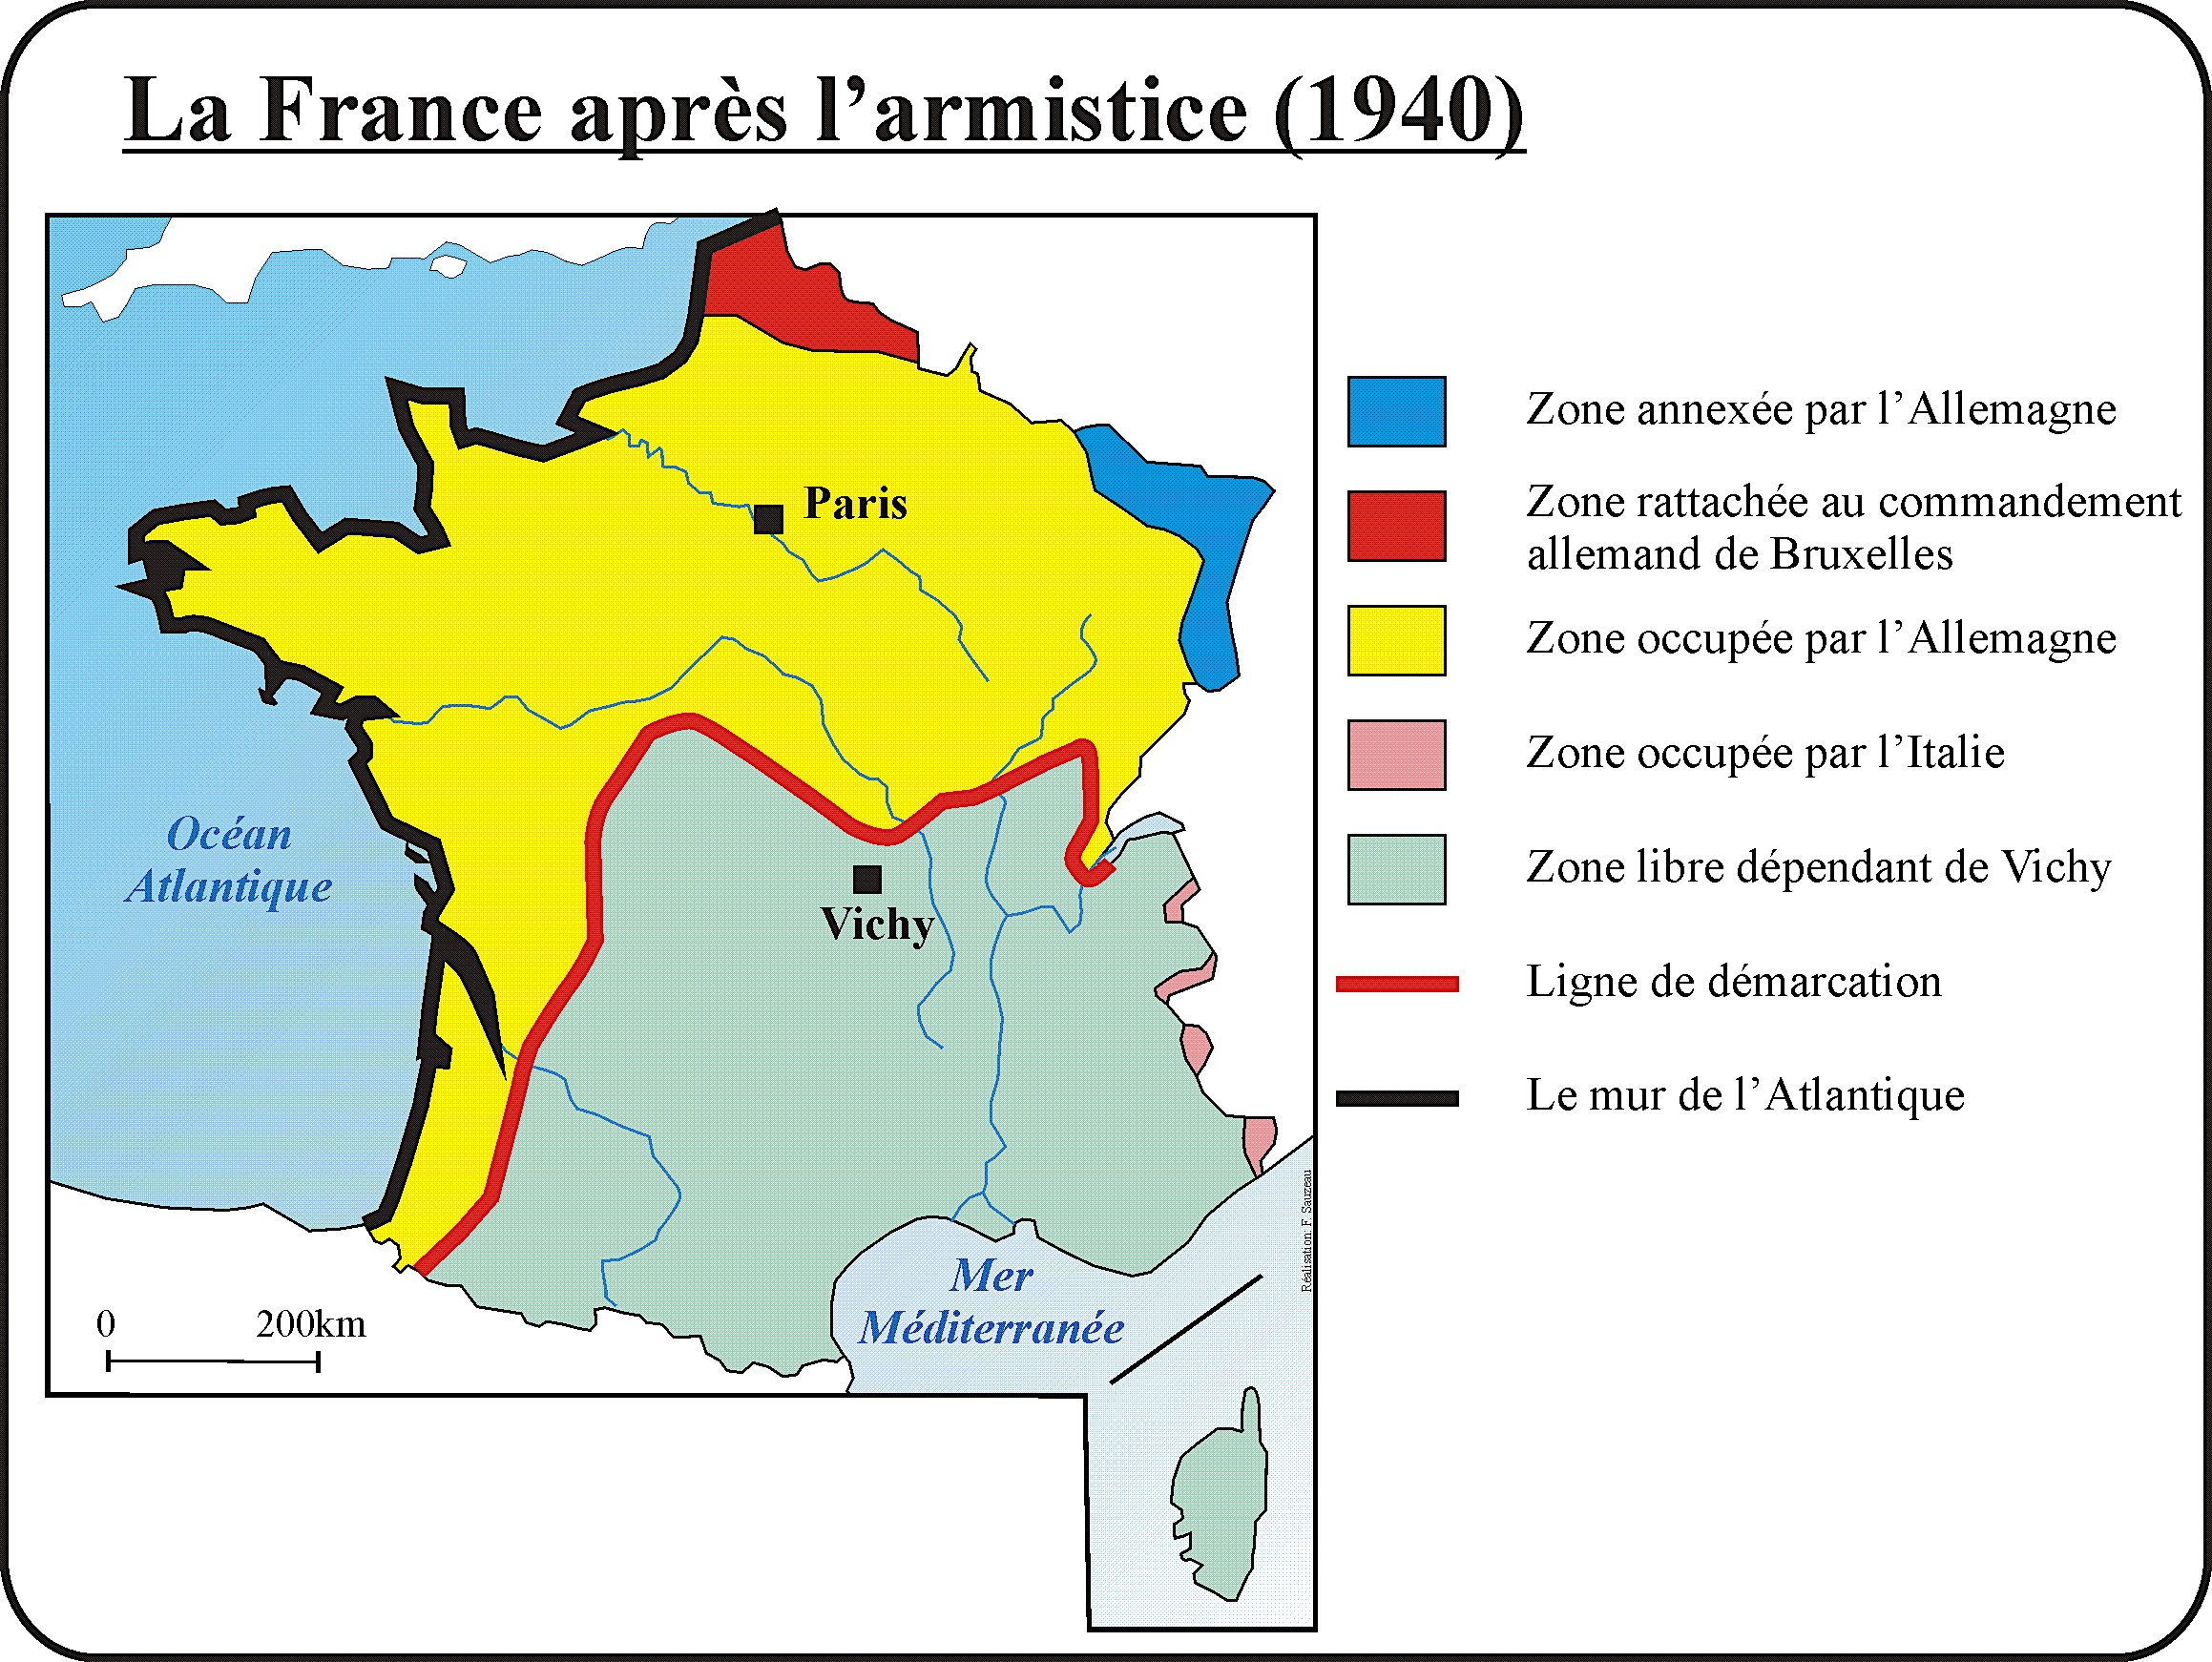 La France après l’armistice (1940)
Paris
Vichy
Océan
Atlantique
Mer
Méditerranée
0 200km
Réalisation: F. Sauzeau
Zone annexée par l’Allemagne
Zone rattachée au commandement
allemand de Bruxelles
Zone occupée par l’Allemagne
Zone occupée par l’Italie
Zone libre dépendant de Vichy
Ligne de démarcation
Le mur de l’Atlantique